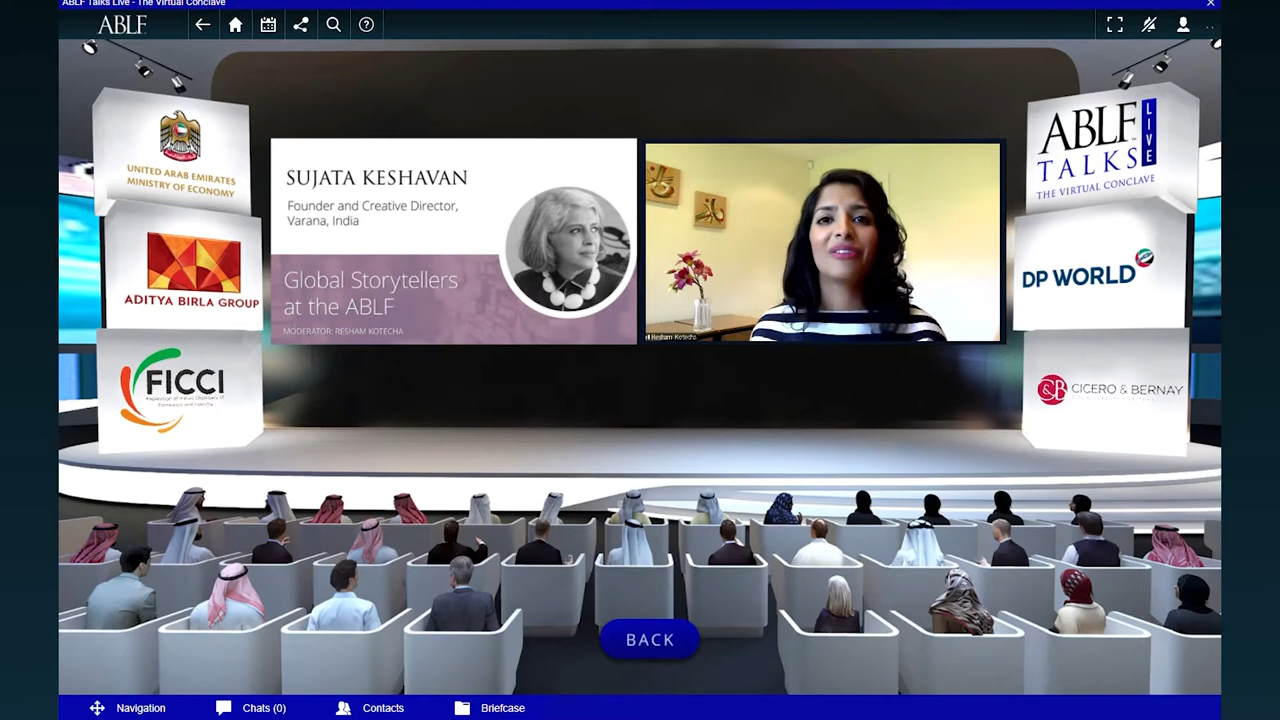 ABLF Talks Live - The Virtual Conclave
ABLF
UNITED ARAB EMIRATES
MINISTRY OF ECONOMY
ADITYA BIRLA GROUP
FICCI
SUJATA KESHAVAN
Founder and Creative Director,
Varana, India
Global Storytellers
at the ABLF
MODERATOR: RESHAM KOTECHA
Resham Kotecha
ABLF LIVE
TALKS
THE VIRTUAL CONCLAVE
DP WORLD
S&B CICERO & BERNAY
BACK
Navigation
Chats (0)
Contacts
Briefcase